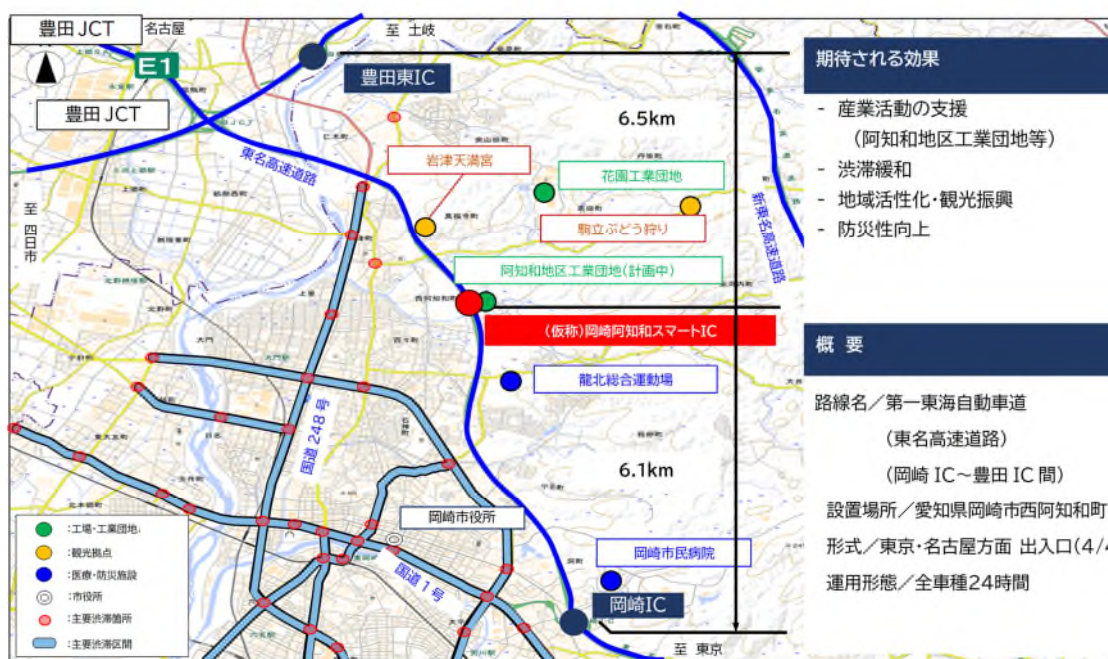 豊田JCT
名古屋
至 土岐
E1
豊田東IC
豊田JCT
東名高速道路
至 四日市
6.5km
岩津天満宮
花園工業団地
駒立ぶどう狩り
新東名高速道路
阿知和地区工業団地(計画中)
西阿知和町
(仮称)岡崎阿知和スマートIC
龍北総合運動場
国道248号
6.1km
岡崎市役所
国道1号
岡崎市民病院
岡崎IC
至 東京
:工場・工業団地
:観光拠点
:医療・防災施設
:市役所
:主要渋滞箇所
:主要渋滞区間
期待される効果
- 産業活動の支援
(阿知和地区工業団地等)
- 渋滞緩和
- 地域活性化・観光振興
- 防災性向上
概 要
路線名/第一東海自動車道
(東名高速道路)
(岡崎IC~豊田IC間)
設置場所/愛知県岡崎市西阿知和町
形式/東京・名古屋方面 出入口(4/4
運用形態/全車種24時間